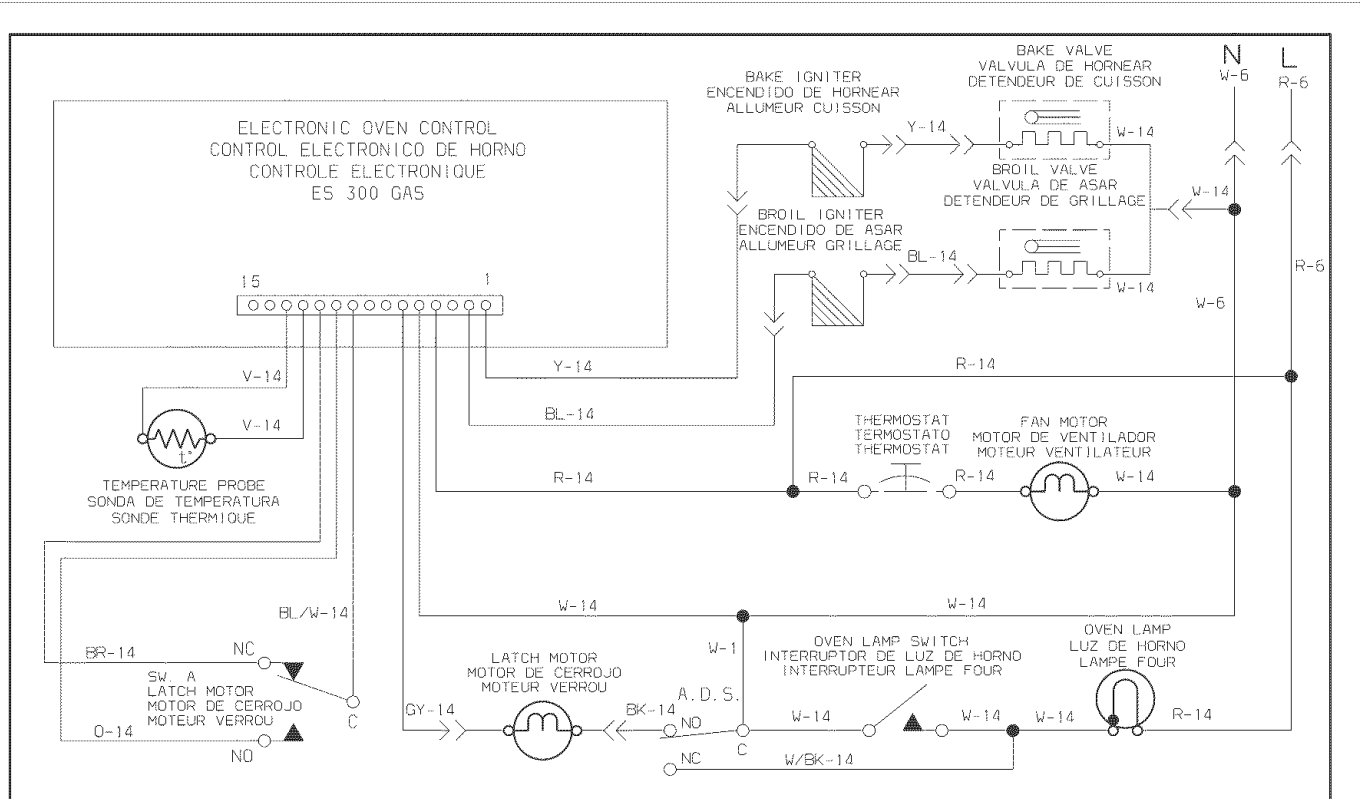 ELECTRONIC OVEN CONTROL
CONTROL ELECTRONICO DE HORNO
CONTROLE ELECTRONIQUE
ES 300 GAS
15
1
BAKE IGNITER
ENCENDIDO DE HORNEAR
ALLUMEUR CUISSON
BAKE VALVE
VALVULA DE HORNEAR
DETENDEUR DE CUISSON
N
W-6
L
R-6
Y-14
W-14
BROIL VALVE
VALVULA DE ASAR
DETENDEUR DE GRILLAGE
W-14
BROIL IGNITER
ENCENDIDO DE ASAR
ALLUMEUR GRILLAGE
BL-14
W-14
R-6
W-6
V-14
V-14
t.°
TEMPERATURE PROBE
SONDA DE TEMPERATURA
SONDE THERMIQUE
Y-14
BL-14
R-14
R-14
THERMOSTAT
TERMOSTATO
THERMOSTAT
FAN MOTOR
MOTOR DE VENTILADOR
MOTEUR VENTILATEUR
R-14
R-14
W-14
BL/W-14
W-14
W-14
BR-14
NC
SW. A
LATCH MOTOR
MOTOR DE CERROJO
MOTEUR VERROU
C
O-14
NO
LATCH MOTOR
MOTOR DE CERROJO
MOTEUR VERROU
GY-14
BK-14
W-1
A.D.S.
NO
C
NC
OVEN LAMP SWITCH
INTERRUPTOR DE LUZ DE HORNO
INTERRUPTEUR LAMPE FOUR
OVEN LAMP
LUZ DE HORNO
LAMPE FOUR
W-14
W-14
W-14
R-14
W/BK-14